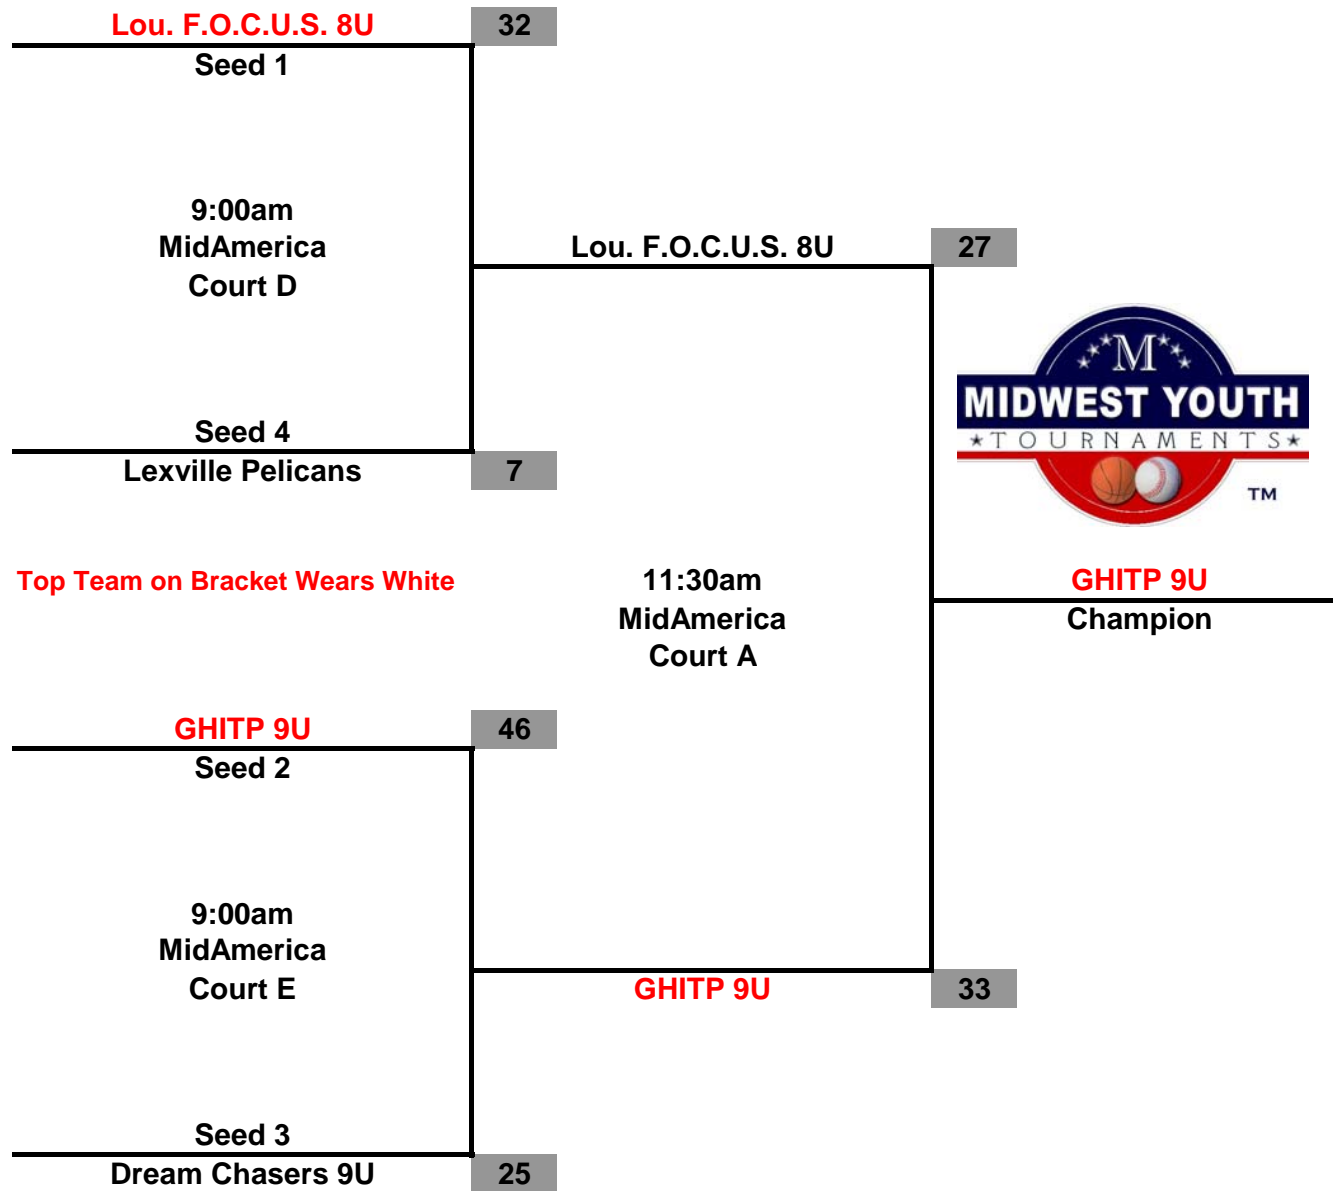 Lou. F.O.C.U.S. 8U 32
Seed 1
9:00am
MidAmerica
Court D
Lou. F.O.C.U.S. 8U 27
M
MIDWEST YOUTH
TOURNAMENTS
TM
Seed 4
Lexville Pelicans 7
Top Team on Bracket Wears White
11:30am
MidAmerica
Court A
GHITP 9U
Champion
GHITP 9U 46
Seed 2
9:00am
MidAmerica
Court E
GHITP 9U 33
Seed 3
Dream Chasers 9U 25